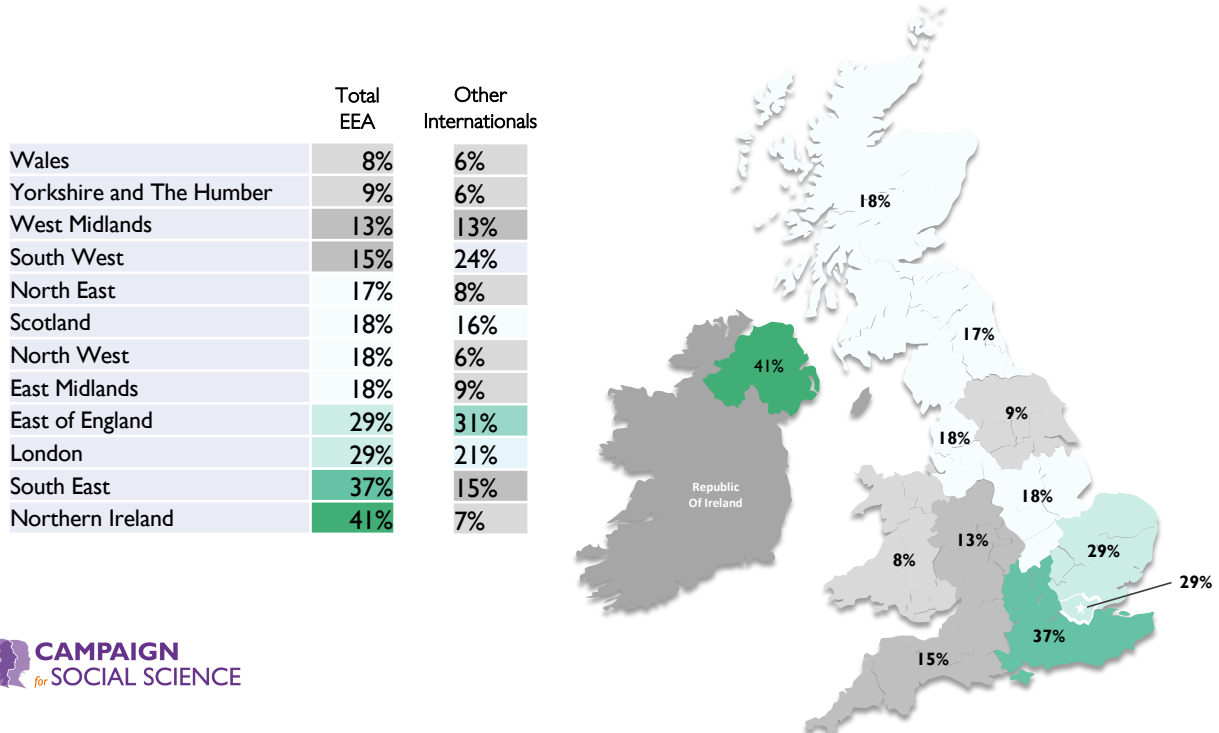 Total Other
EEA Internationals
Wales 8% 6%
Yorkshire and The Humber 9% 6%
West Midlands 13% 13%
South West 15% 24%
North East 17% 8%
Scotland 18% 16%
North West 18% 6%
East Midlands 18% 9%
East of England 29% 31%
London 29% 21%
South East 37% 15%
Northern Ireland 41% 7%
CAMPAIGN
for SOCIAL SCIENCE
18%
17%
41%
9%
18%
Republic
Of Ireland
18%
13%
29%
8%
29%
37%
15%